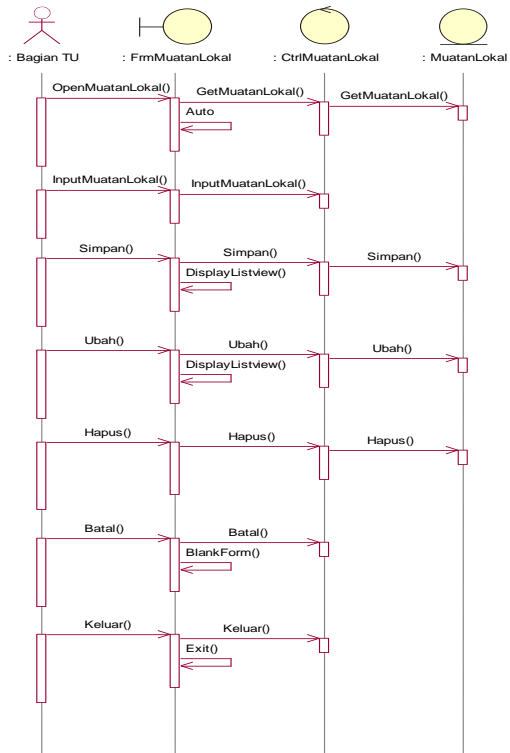 : Bagian TU
: FrmMuatanLokal
: CtrlMuatanLokal
: MuatanLokal
OpenMuatanLokal()
GetMuatanLokal()
GetMuatanLokal()
Auto
InputMuatanLokal()
InputMuatanLokal()
Simpan()
Simpan()
Simpan()
DisplayListview()
Ubah()
Ubah()
Ubah()
DisplayListview()
Hapus()
Hapus()
Hapus()
Batal()
Batal()
BlankForm()
Keluar()
Keluar()
Exit()